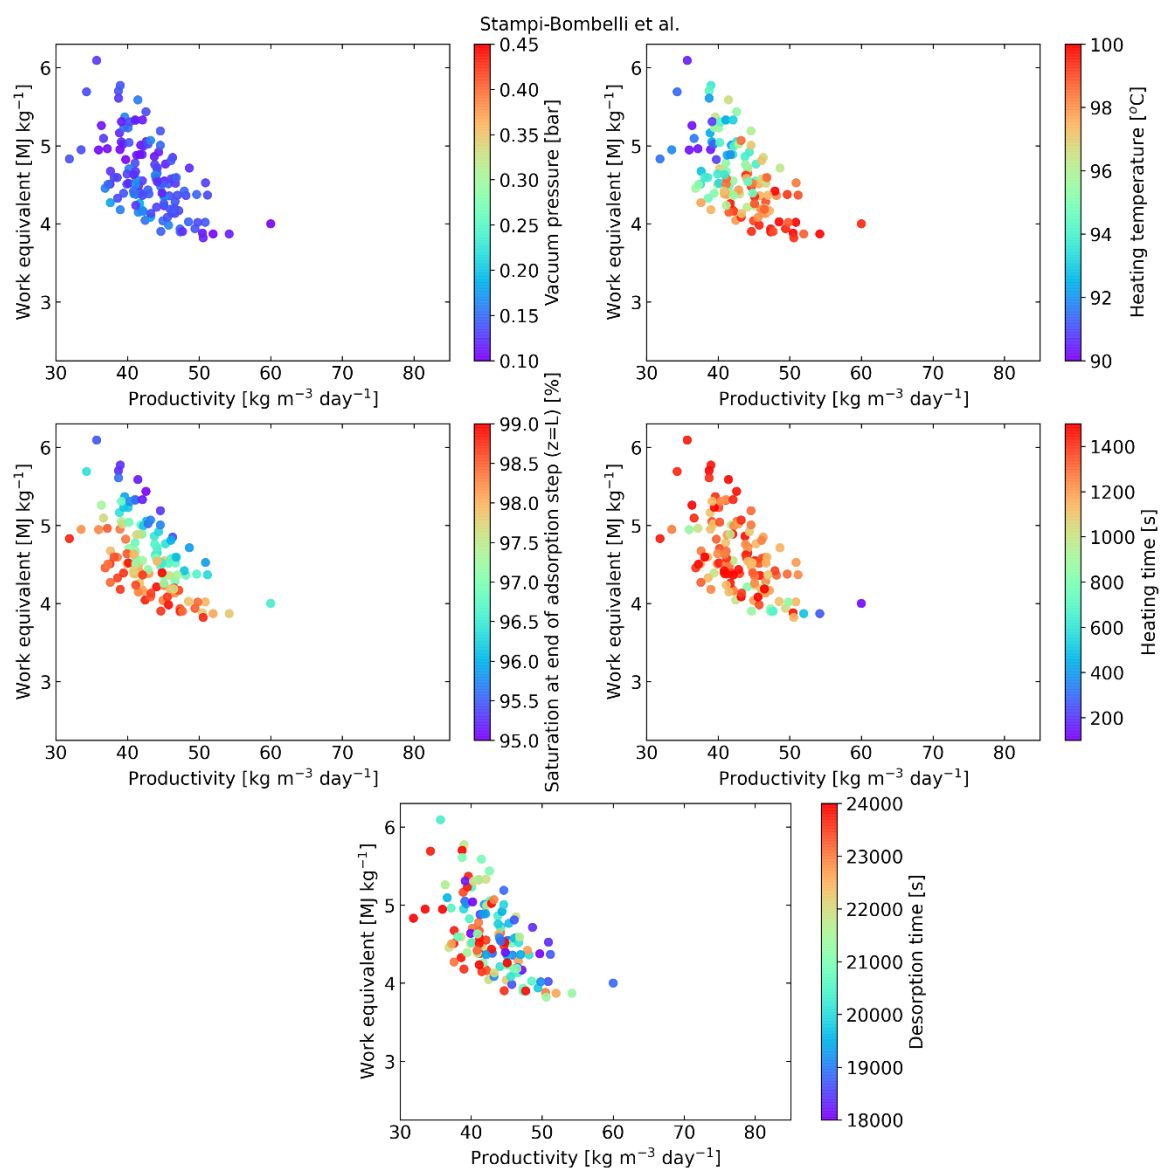 Stampi-Bombelli et al.
6
5
4
3
Work equivalent [MJ kg⁻¹]
30 40 50 60 70 80
Productivity [kg m⁻³ day⁻¹]
0.45
0.40
0.35
0.30
0.25
0.20
0.15
0.10
Vacuum pressure [bar]
6
5
4
3
Work equivalent [MJ kg⁻¹]
30 40 50 60 70 80
Productivity [kg m⁻³ day⁻¹]
100
98
96
94
92
90
Heating temperature [°C]
6
5
4
3
Work equivalent [MJ kg⁻¹]
30 40 50 60 70 80
Productivity [kg m⁻³ day⁻¹]
99.0
98.5
98.0
97.5
97.0
96.5
96.0
95.5
95.0
Saturation at end of adsorption step (z=L) [%]
6
5
4
3
Work equivalent [MJ kg⁻¹]
30 40 50 60 70 80
Productivity [kg m⁻³ day⁻¹]
1400
1200
1000
800
600
400
200
Heating time [s]
6
5
4
3
Work equivalent [MJ kg⁻¹]
30 40 50 60 70 80
Productivity [kg m⁻³ day⁻¹]
24000
23000
22000
21000
20000
19000
18000
Desorption time [s]